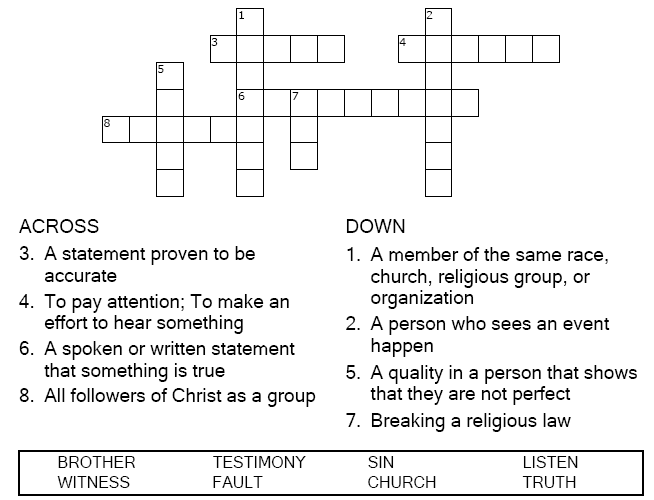 1
2
3
4
5
6
7
8
ACROSS
3. A statement proven to be
accurate
4. To pay attention; To make an
effort to hear something
6. A spoken or written statement
that something is true
8. All followers of Christ as a group
DOWN
1. A member of the same race,
church, religious group, or
organization
2. A person who sees an event
happen
5. A quality in a person that shows
that they are not perfect
7. Breaking a religious law
BROTHER TESTIMONY SIN LISTEN
WITNESS FAULT CHURCH TRUTH